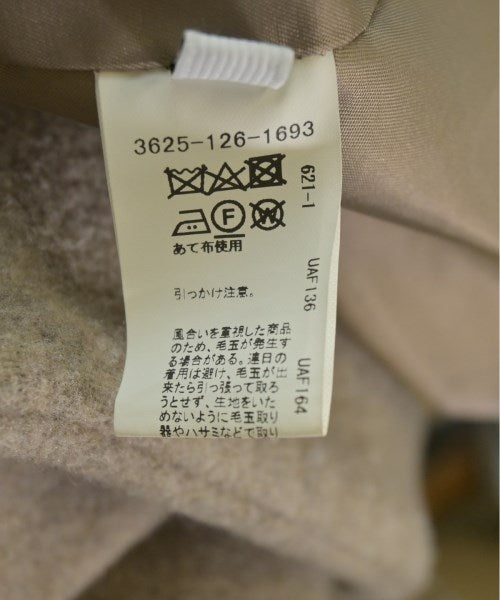 3625-126-1693
621-1
F
W
あて布使用
UAF136
引っかけ注意。
UAF164
風合いを重視した商品
のため、毛玉が発生す
る場合がある。連日の
着用は避け、毛玉が出
来たら引っ張って取ろ
うとせず、生地をいた
めないように毛玉取り
器やハサミなどで取り